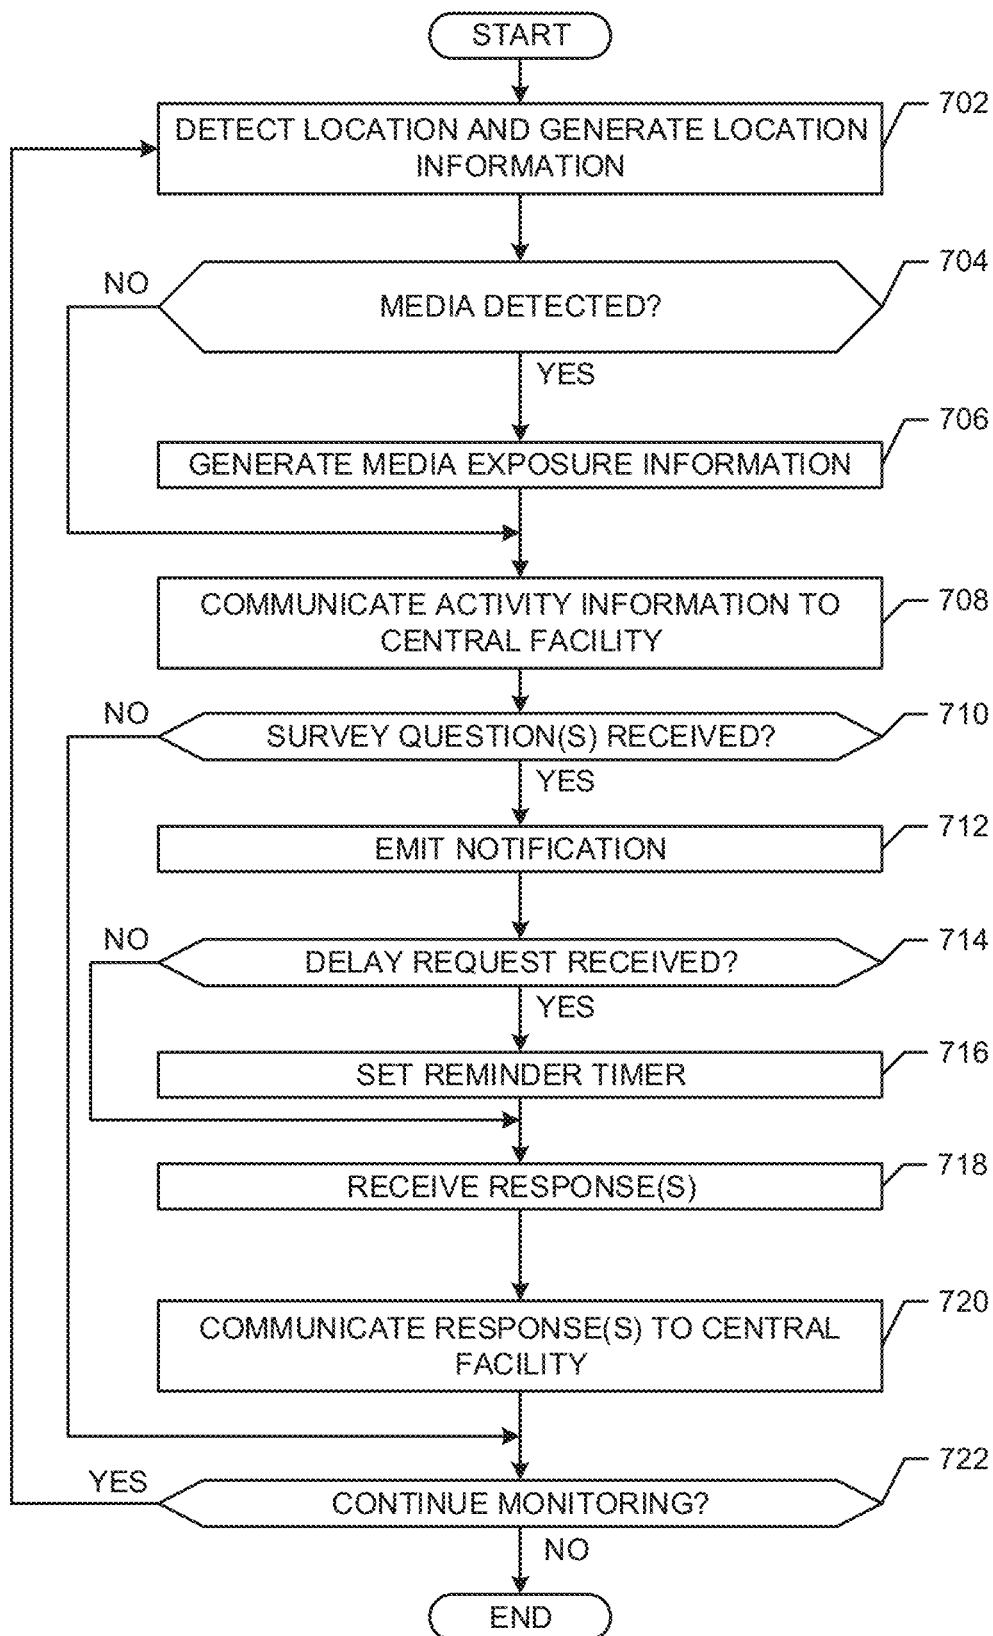 START
702
DETECT LOCATION AND GENERATE LOCATION
INFORMATION
704
NO
MEDIA DETECTED?
YES
706
GENERATE MEDIA EXPOSURE INFORMATION
708
COMMUNICATE ACTIVITY INFORMATION TO
CENTRAL FACILITY
NO
710
SURVEY QUESTION(S) RECEIVED?
YES
712
EMIT NOTIFICATION
NO
714
DELAY REQUEST RECEIVED?
YES
716
SET REMINDER TIMER
718
RECEIVE RESPONSE(S)
720
COMMUNICATE RESPONSE(S) TO CENTRAL
FACILITY
722
YES
CONTINUE MONITORING?
NO
END